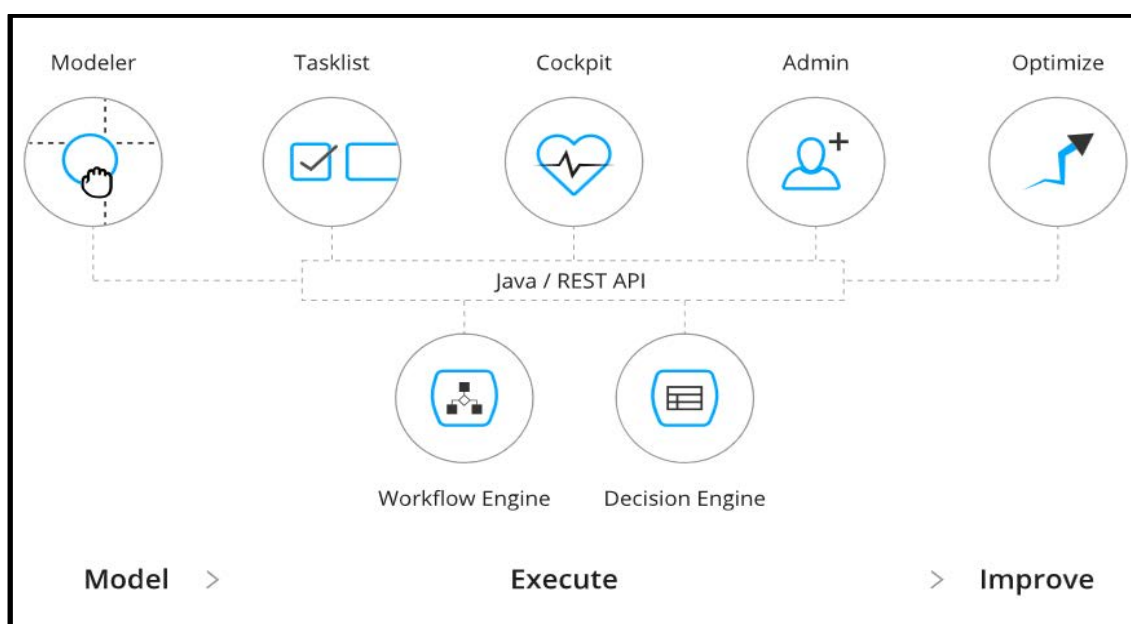 Modeler
Tasklist
Cockpit
Admin
Optimize
Java / REST API
Workflow Engine
Decision Engine
Model > Execute > Improve